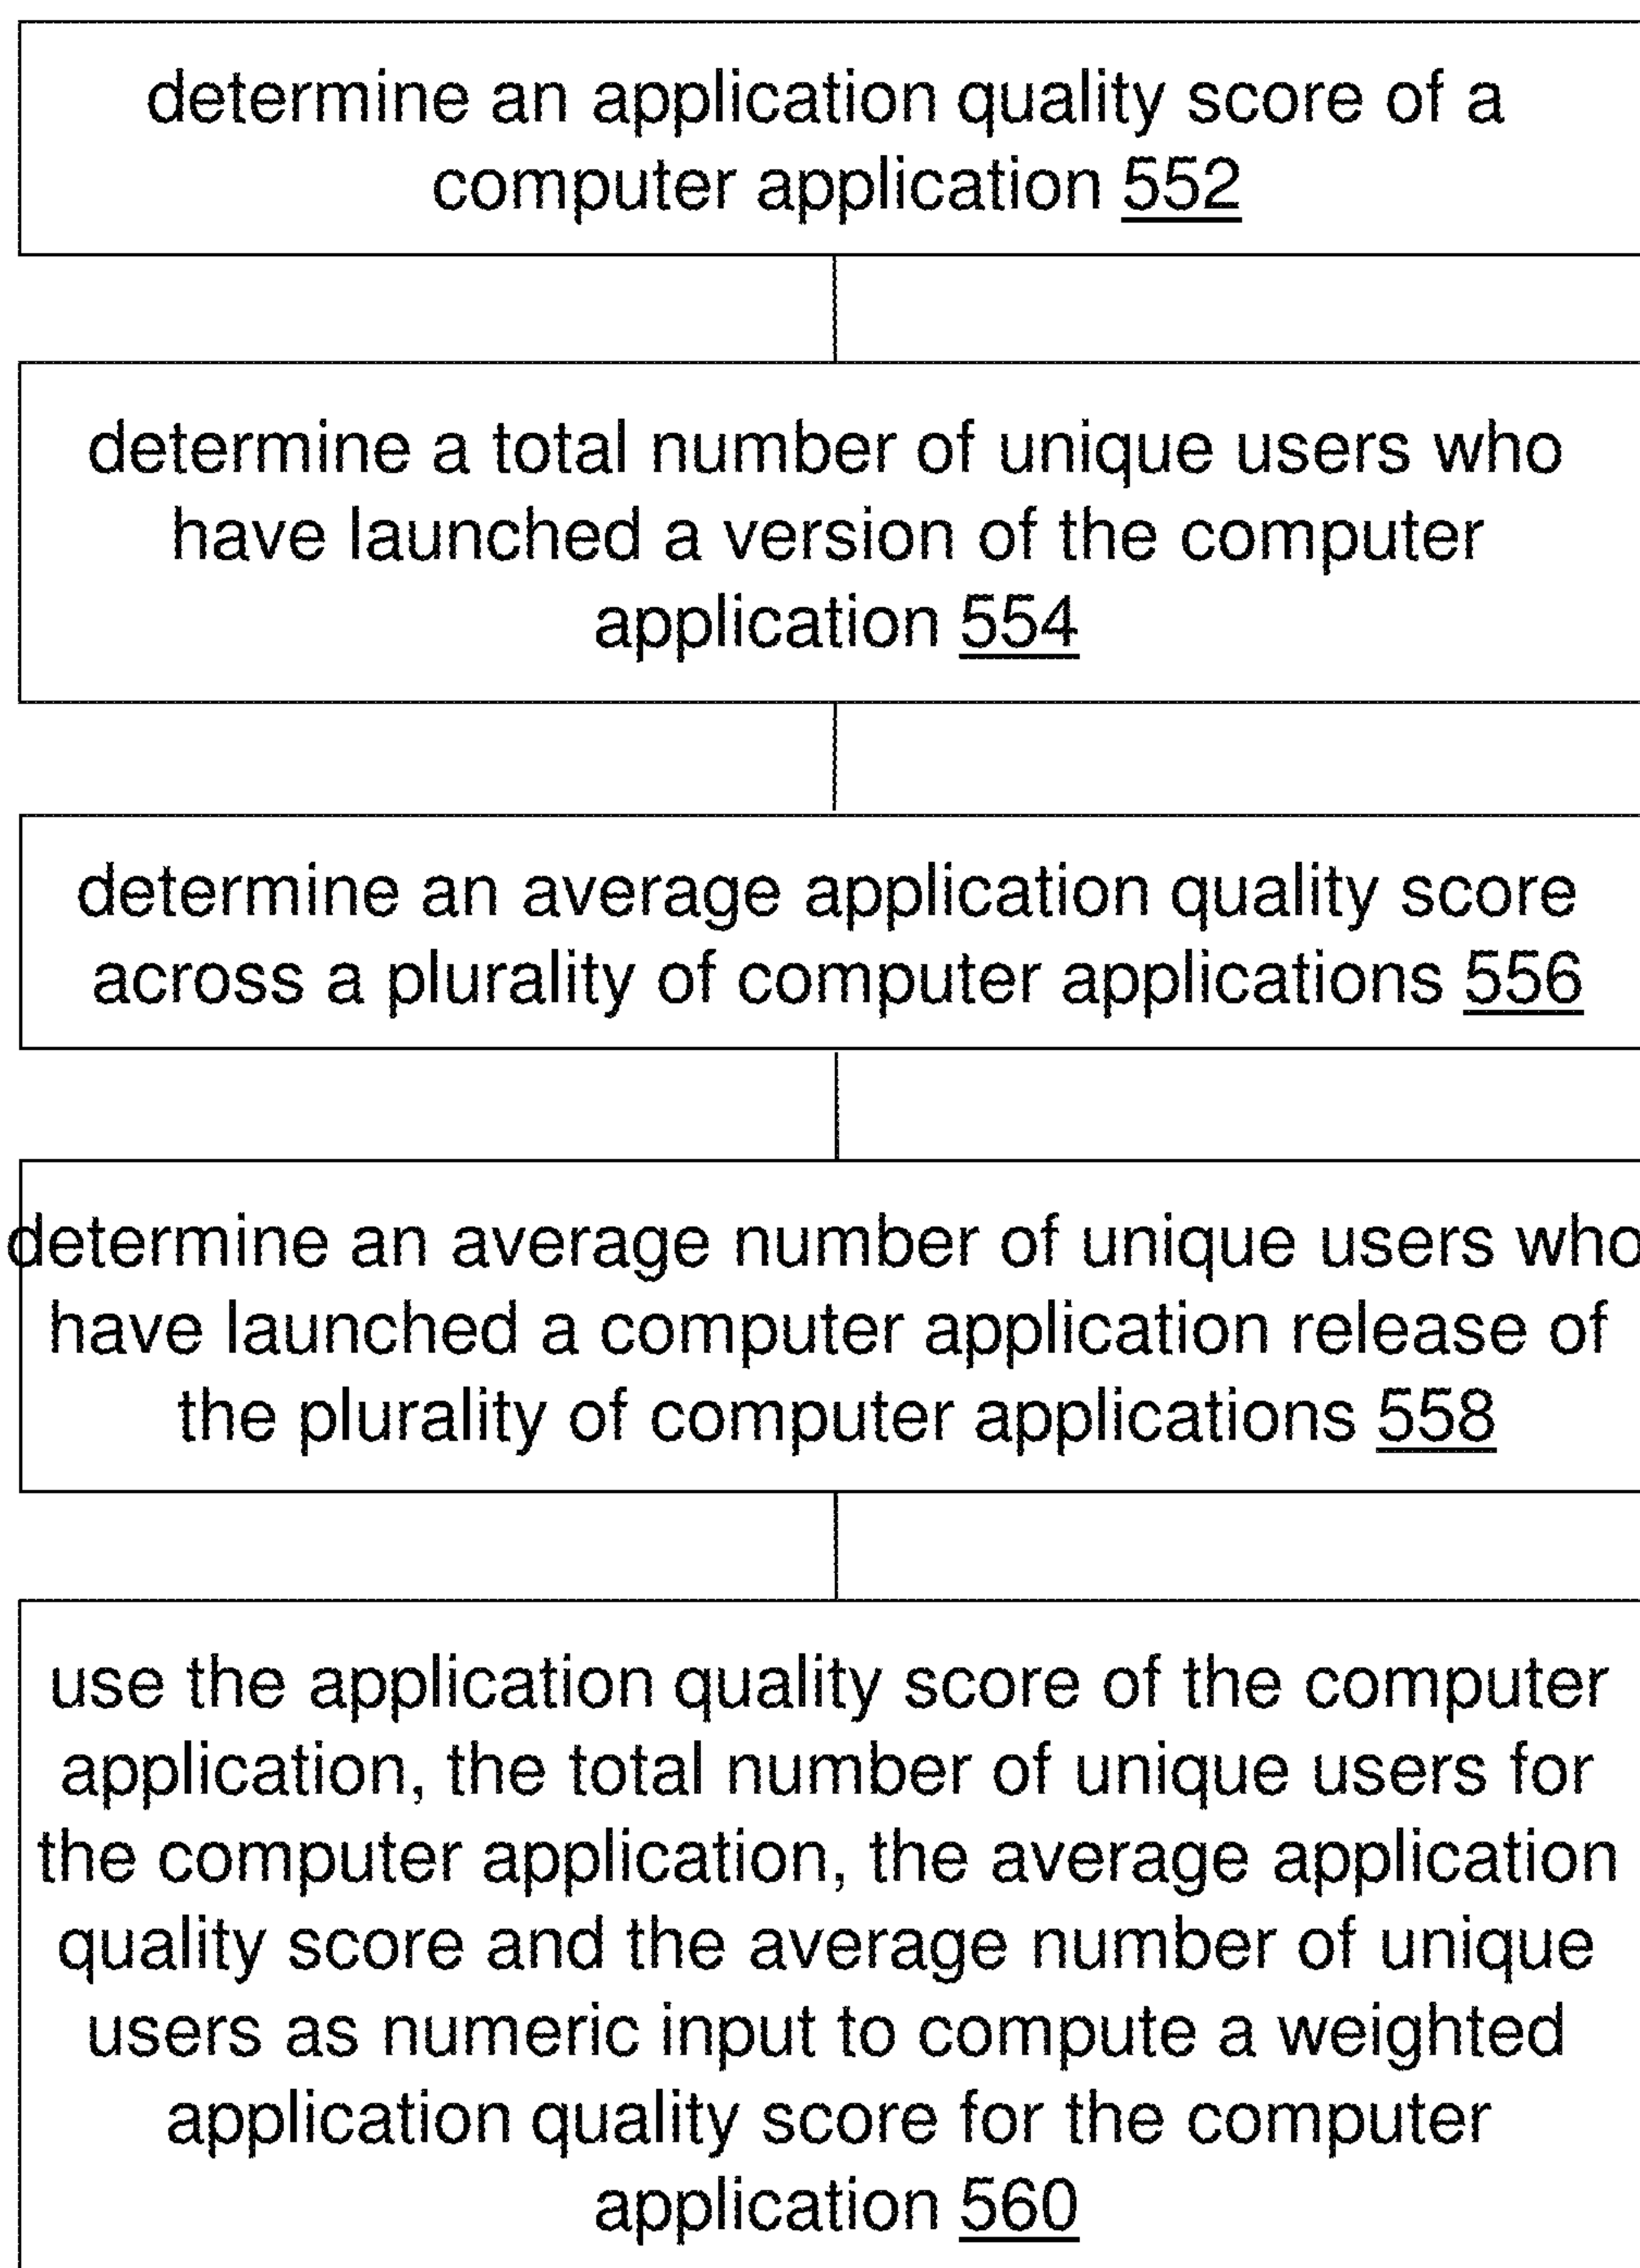 determine an application quality score of a
computer application 552
determine a total number of unique users who
have launched a version of the computer
application 554
determine an average application quality score
across a plurality of computer applications 556
determine an average number of unique users who
have launched a computer application release of
the plurality of computer applications 558
use the application quality score of the computer
application, the total number of unique users for
the computer application, the average application
quality score and the average number of unique
users as numeric input to compute a weighted
application quality score for the computer
application 560